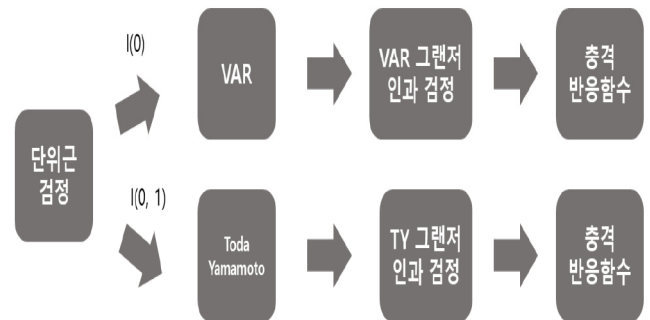 단위근
검정
I(0)
VAR
VAR 그랜저
인과 검정
충격
반응함수
I(0, 1)
Toda
Yamamoto
TY 그랜저
인과 검정
충격
반응함수